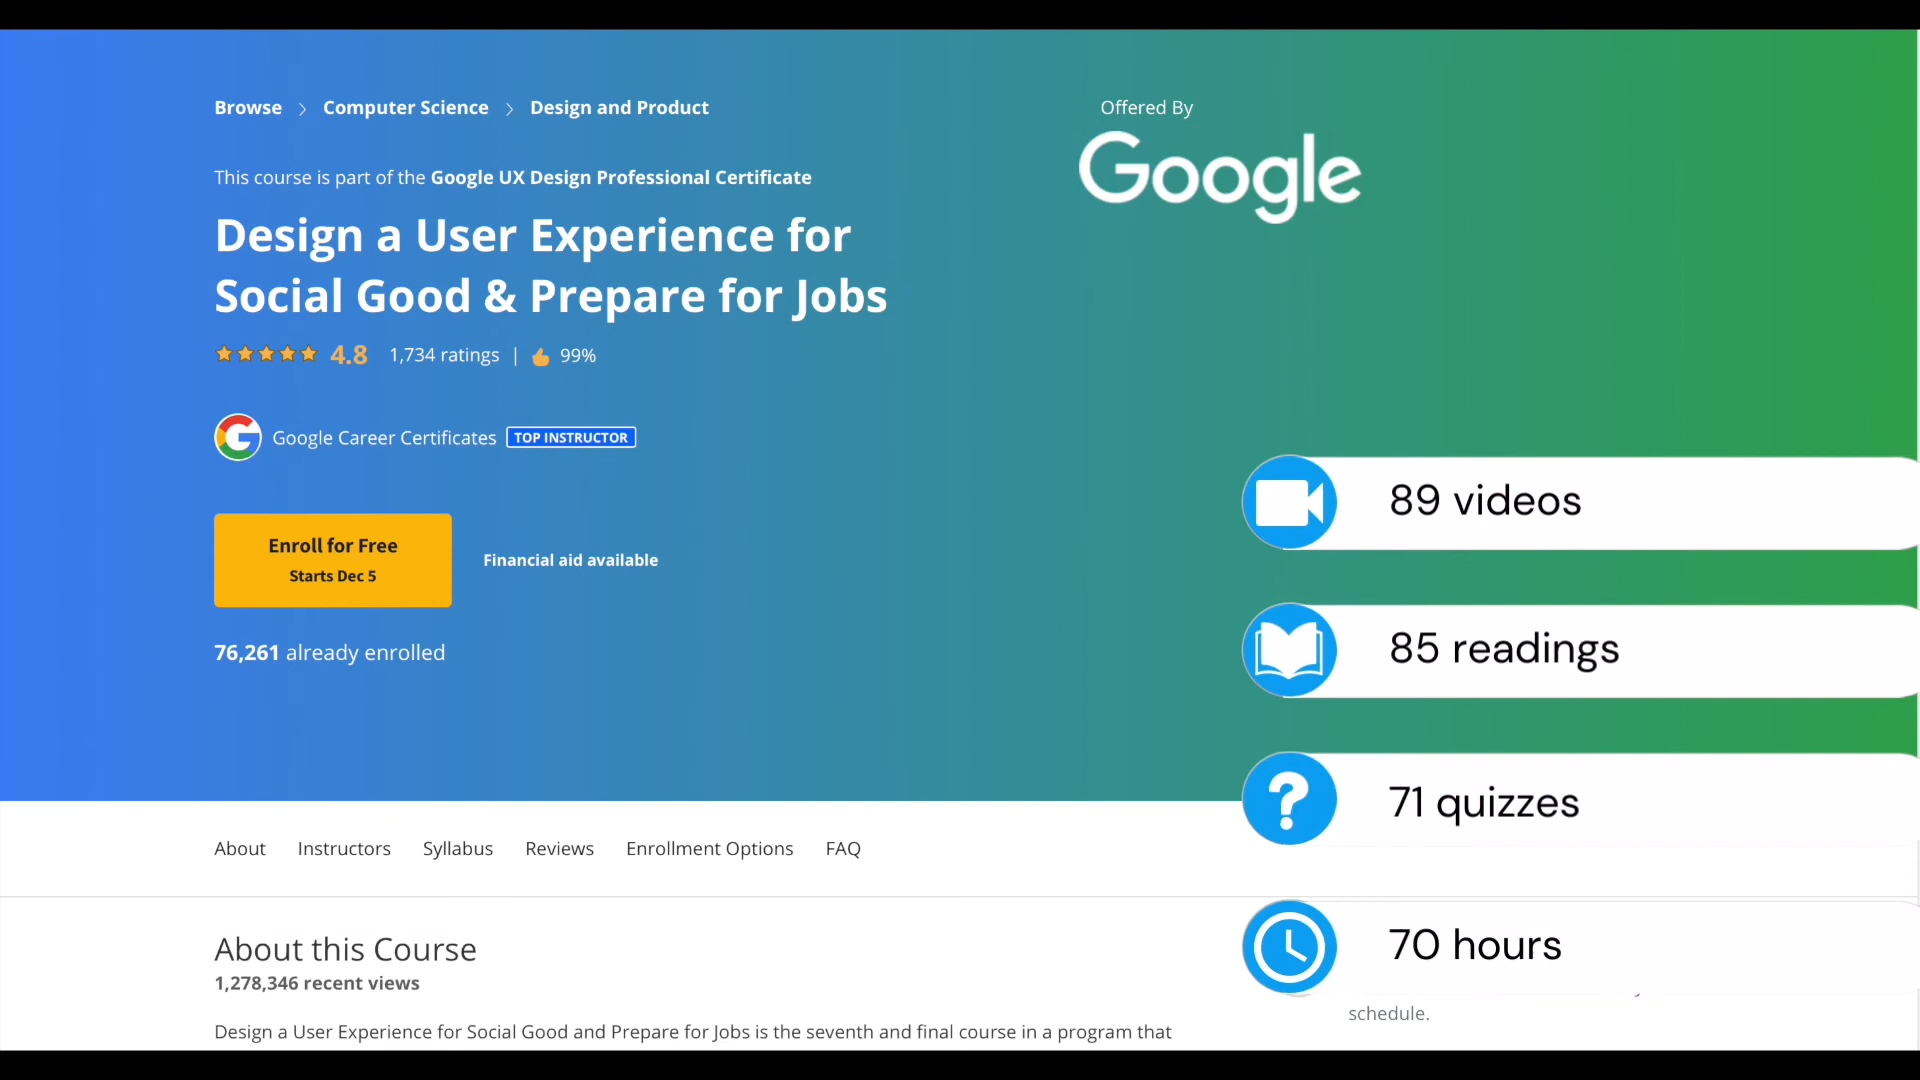 Browse > Computer Science > Design and Product
Offered By
Google
This course is part of the Google UX Design Professional Certificate
Design a User Experience for
Social Good & Prepare for Jobs
4.8 1,734 ratings | 99%
Google Career Certificates TOP INSTRUCTOR
Enroll for Free
Starts Dec 5
Financial aid available
76,261 already enrolled
89 videos
85 readings
71 quizzes
70 hours
About Instructors Syllabus Reviews Enrollment Options FAQ
About this Course
1,278,346 recent views
schedule.
Design a User Experience for Social Good and Prepare for Jobs is the seventh and final course in a program that